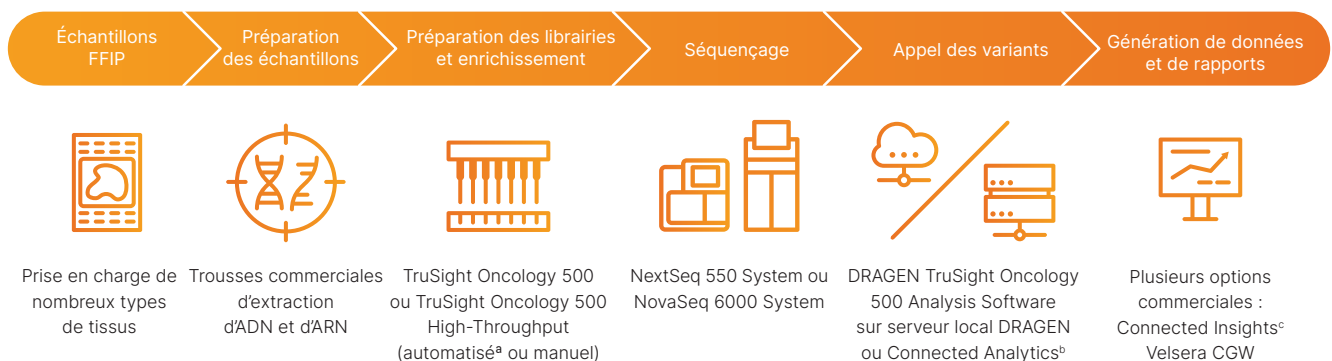 Échantillons
FFIP
Préparation
des échantillons
Préparation des librairies
et enrichissement
Séquençage
Appel des variants
Génération de données
et de rapports
Prise en charge de
nombreux types
de tissus
Trousses commerciales
d'extraction
d'ADN et d'ARN
TruSight Oncology 500
ou TruSight Oncology 500
High-Throughput
(automatiséᵃ ou manuel)
NextSeq 550 System ou
NovaSeq 6000 System
DRAGEN TruSight Oncology
500 Analysis Software
sur serveur local DRAGEN
ou Connected Analyticsᵇ
Plusieurs options
commerciales :
Connected Insightsᶜ
Velsera CGW